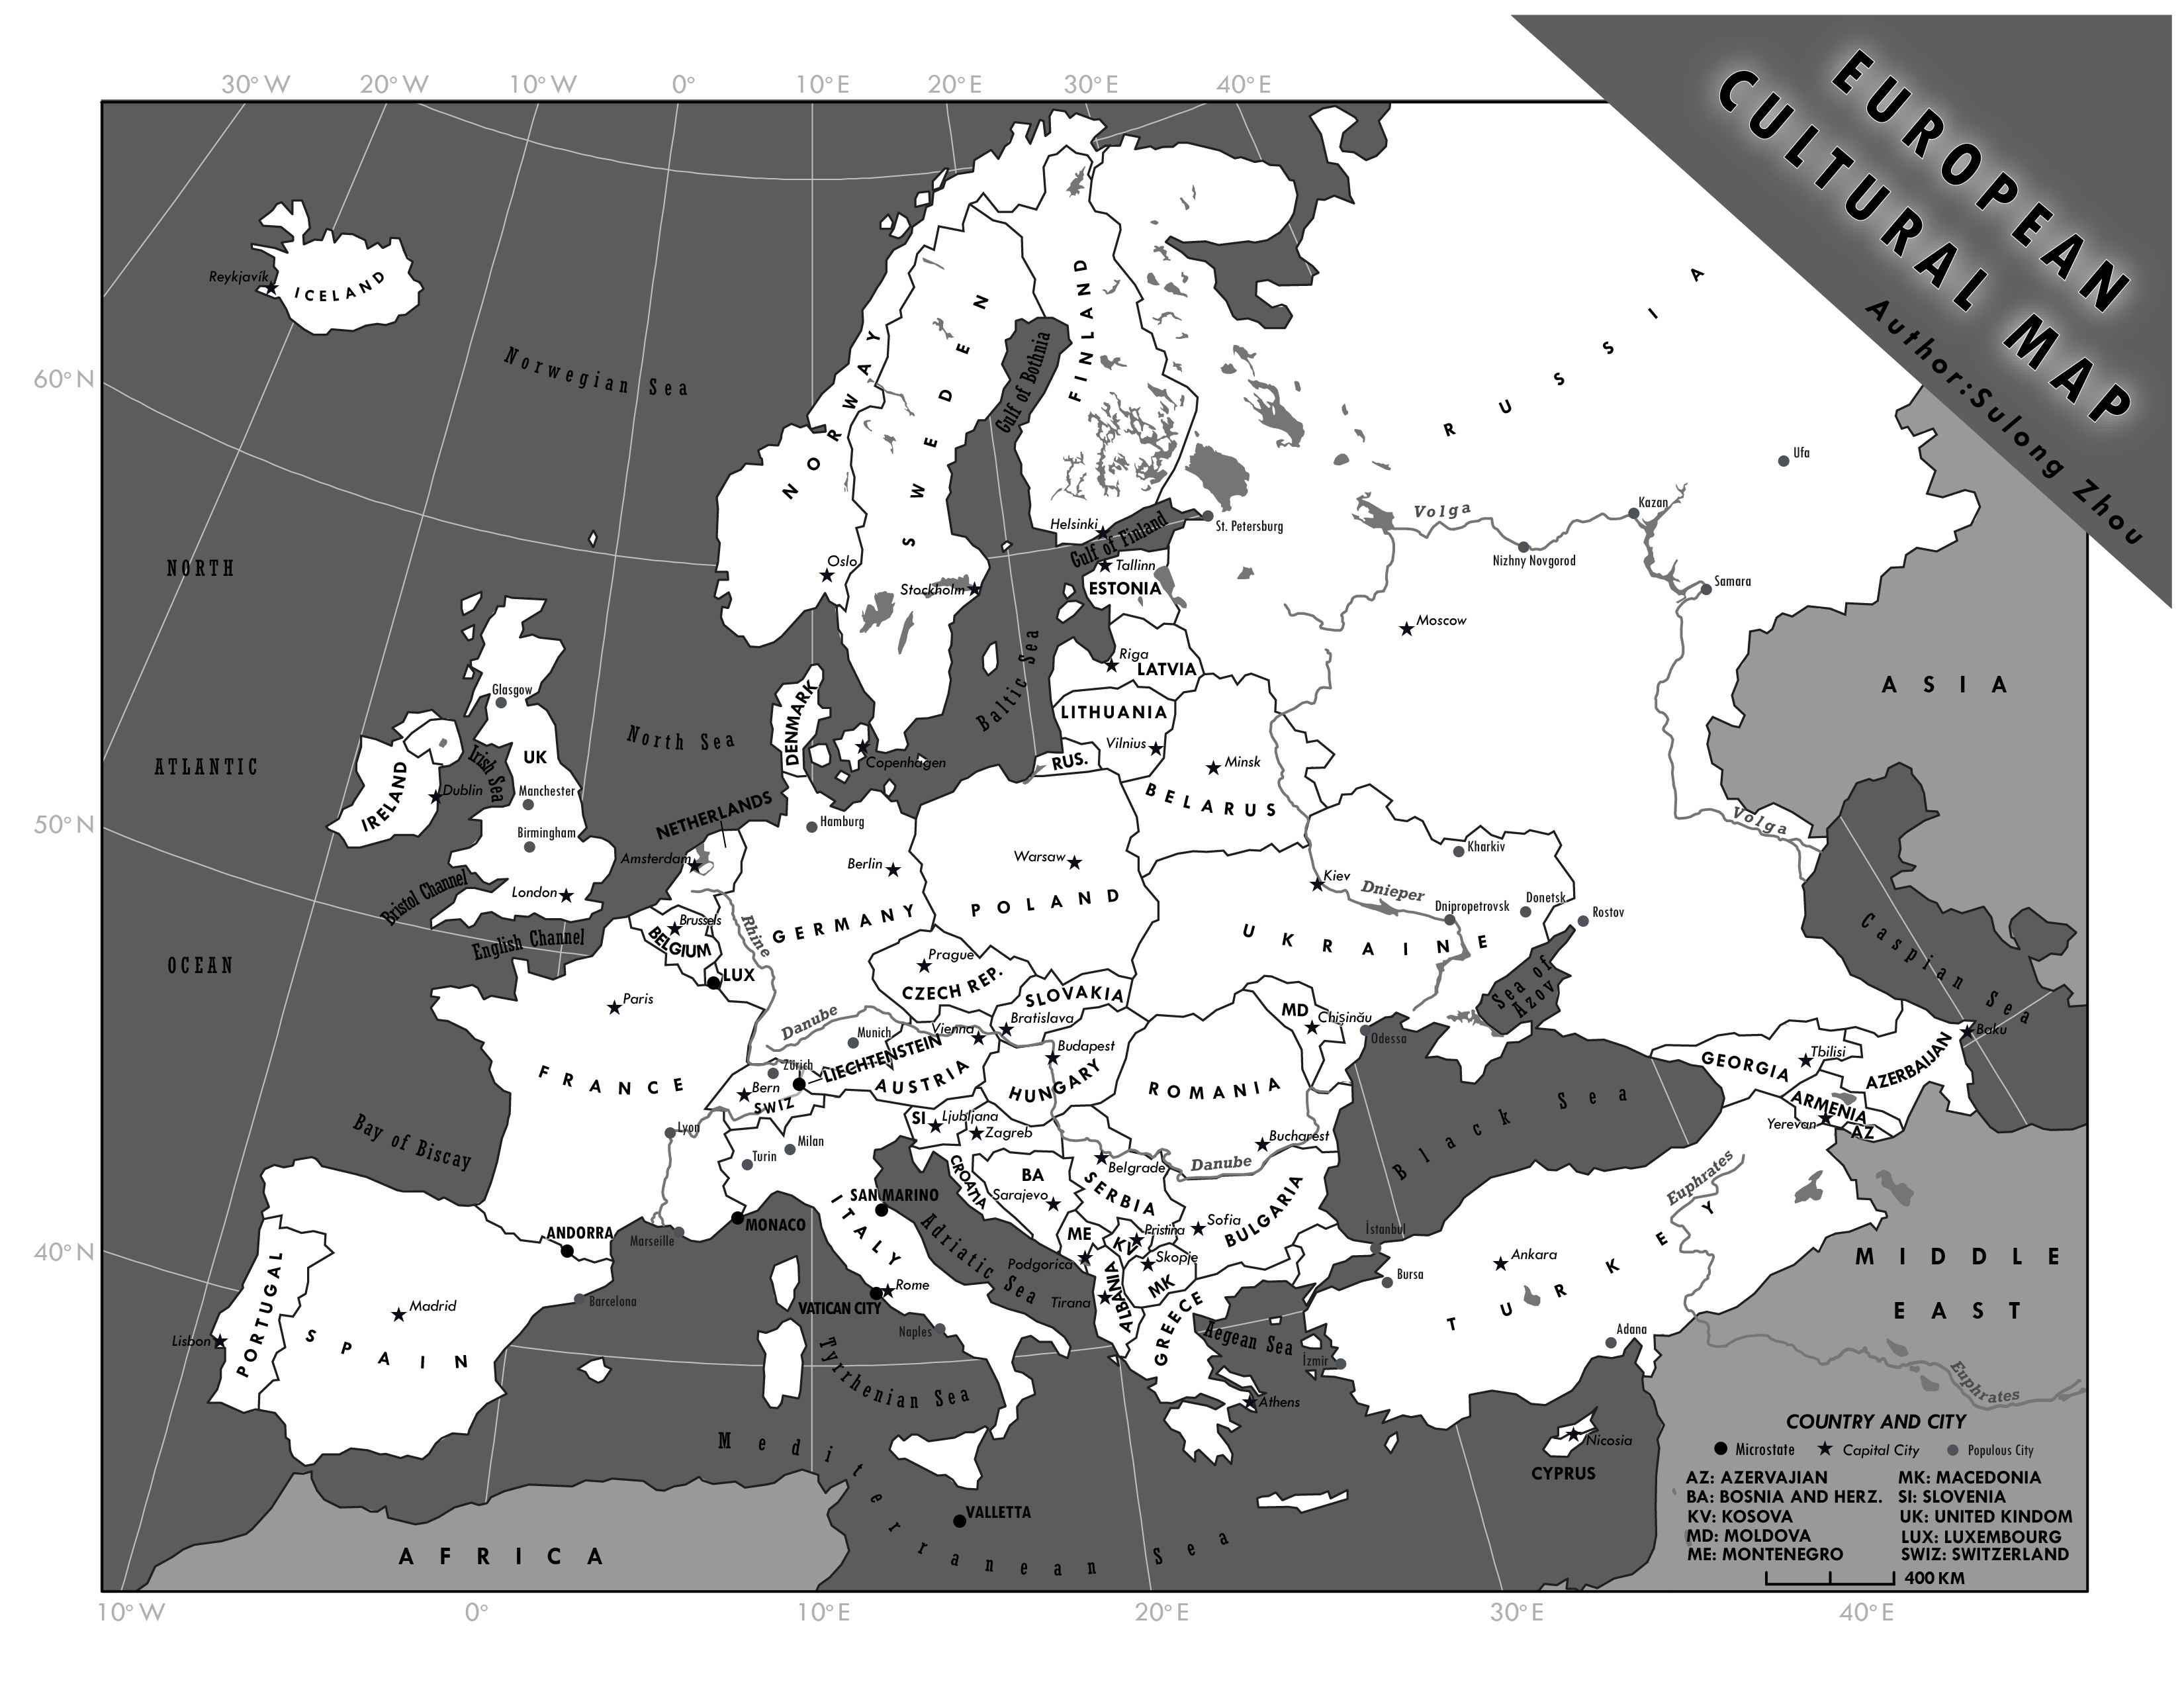 EUROPEAN
CULTURAL MAP
Author:Sulong Zhou
30° W
20° W
10° W
0°
10° E
20° E
30° E
40° E
60° N
50° N
40° N
10° W
0°
10° E
20° E
30° E
40° E
Reykjavík
ICELAND
Norwegian Sea
NORWAY
SWEDEN
FINLAND
Gulf of Bothnia
RUSSIA
Ufa
Kazan
Volga
Nizhny Novgorod
Samara
St. Petersburg
Helsinki
Gulf of Finland
Tallinn
ESTONIA
Oslo
Stockholm
Moscow
NORTH
ATLANTIC
OCEAN
Baltic Sea
Riga
LATVIA
LITHUANIA
Vilnius
RUS.
Minsk
BELARUS
ASIA
Glasgow
UK
Irish Sea
IRELAND
Dublin
Manchester
Birmingham
London
Bristol Channel
English Channel
North Sea
DENMARK
Copenhagen
NETHERLANDS
Amsterdam
Hamburg
Berlin
GERMANY
Rhine
Brussels
BELGIUM
LUX
Warsaw
POLAND
Prague
CZECH REP.
SLOVAKIA
Bratislava
Kiev
Kharkiv
Dnieper
Dnipropetrovsk
Donetsk
Rostov
UKRAINE
Sea of
Azov
Volga
Caspian Sea
Paris
FRANCE
Danube
Munich
Vienna
Zürich
LIECHTENSTEIN
AUSTRIA
Bern
SWIZ
Budapest
HUNGARY
MD
Chişinău
Odessa
ROMANIA
Bucharest
Danube
GEORGIA
Tbilisi
AZERBAIJAN
Baku
ARMENIA
Yerevan
AZ
Black Sea
Bay of Biscay
Lyon
Milan
Turin
SI
Ljubljana
Zagreb
CROATIA
BA
Sarajevo
Belgrade
SERBIA
SAN MARINO
ITALY
Adriatic Sea
MONACO
Marseille
ANDORRA
Barcelona
PORTUGAL
Lisbon
Madrid
SPAIN
VATICAN CITY
Rome
Naples
Tyrrhenian Sea
ME
Podgorica
KV
Pristina
Skopje
MK
Tirana
ALBANIA
Sofia
BULGARIA
GREECE
Aegean Sea
Athens
İstanbul
Bursa
İzmir
Ankara
TURKEY
Adana
Euphrates
MIDDLE
EAST
Euphrates
Nicosia
CYPRUS
Mediterranean Sea
VALLETTA
AFRICA
COUNTRY AND CITY
Microstate
Capital City
Populous City
AZ: AZERVAJIAN
MK: MACEDONIA
BA: BOSNIA AND HERZ.
SI: SLOVENIA
KV: KOSOVA
UK: UNITED KINDOM
MD: MOLDOVA
LUX: LUXEMBOURG
ME: MONTENEGRO
SWIZ: SWITZERLAND
400 KM